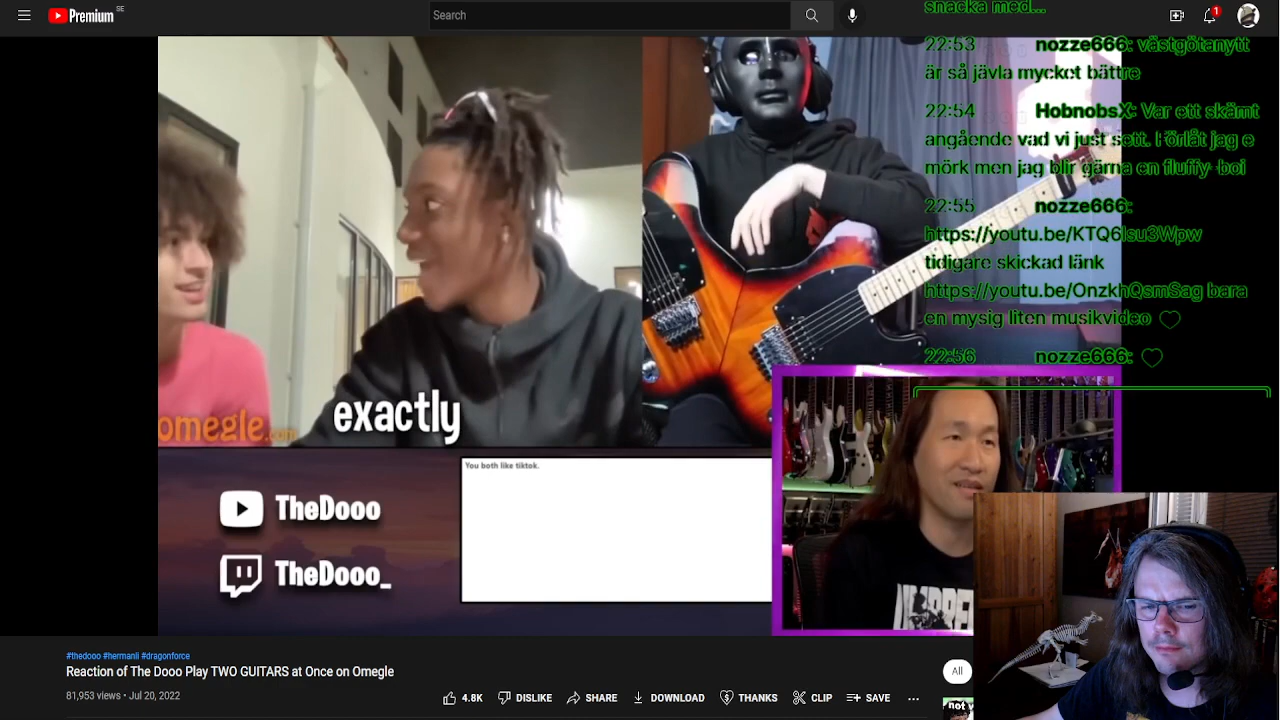 Premium SE
Search
1
snacka med...
22:53 nozze666: västgötanytt
är så jävla mycket bättre
22:54 HobnobsX: Var ett skämt
angående vad vi just sett. Förlåt jag e
mörk men jag blir gärna en fluffy boi
22:55 nozze666:
https://youtu.be/KTQ6Isu3Wpw
tidigare skickad länk
https://youtu.be/OnzkhQsmSag bara
en mysig liten musikvideo ♡
22:56 nozze666: ♡
exactly
omegle.com
You both like tiktok.
TheDooo
TheDooo_
#thedooo #hermanli #dragonforce
Reaction of The Dooo Play TWO GUITARS at Once on Omegle
81,953 views • Jul 20, 2022
4.8K
DISLIKE
SHARE
DOWNLOAD
THANKS
CLIP
SAVE
...
All